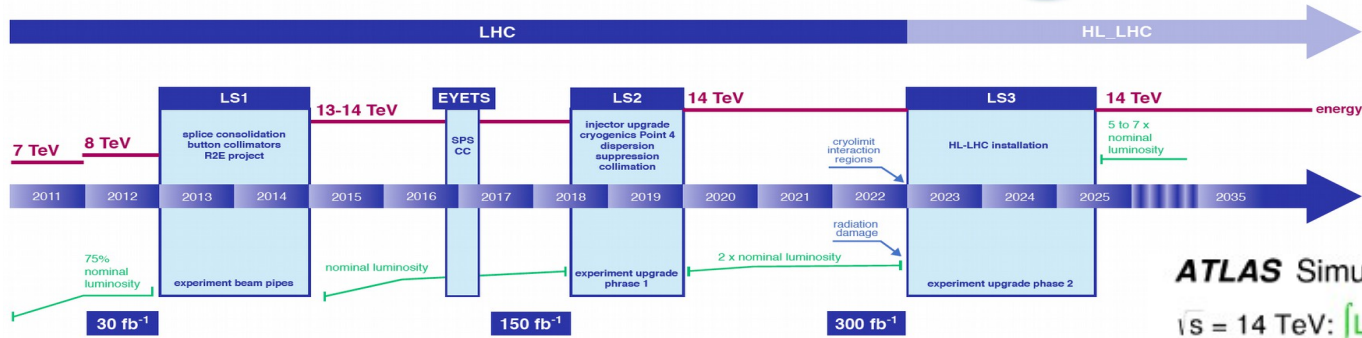 LHC
HL_LHC
LS1
EYETS
LS2
LS3
7 TeV
8 TeV
13-14 TeV
14 TeV
14 TeV
energy
splice consolidation
button collimators
R2E project
SPS
CC
injector upgrade
cryogenics Point 4
dispersion
suppression
collimation
cryolimit
interaction
regions
HL-LHC installation
5 to 7 x
nominal
luminosity
2011 2012 2013 2014 2015 2016 2017 2018 2019 2020 2021 2022 2023 2024 2025 2035
75%
nominal
luminosity
experiment beam pipes
nominal luminosity
experiment upgrade
phrase 1
2 x nominal luminosity
radiation
damage
experiment upgrade phase 2
30 fb⁻¹
150 fb⁻¹
300 fb⁻¹
ATLAS Simu
√s = 14 TeV: ∫L